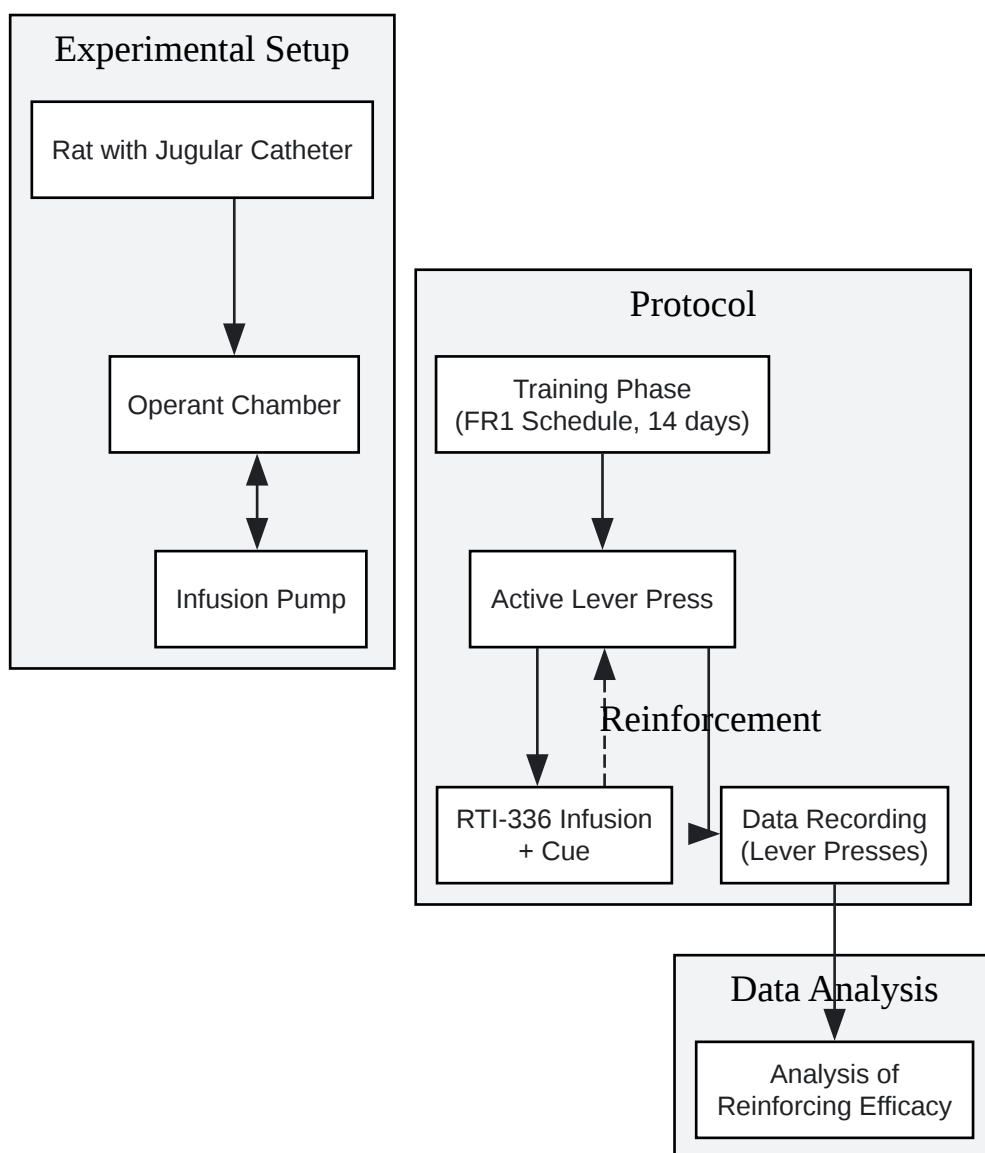 Experimental Setup
Rat with Jugular Catheter
Operant Chamber
Infusion Pump
Protocol
Training Phase
(FR1 Schedule, 14 days)
Active Lever Press
Reinforcement
RTI-336 Infusion
+ Cue
Data Recording
(Lever Presses)
Data Analysis
Analysis of
Reinforcing Efficacy